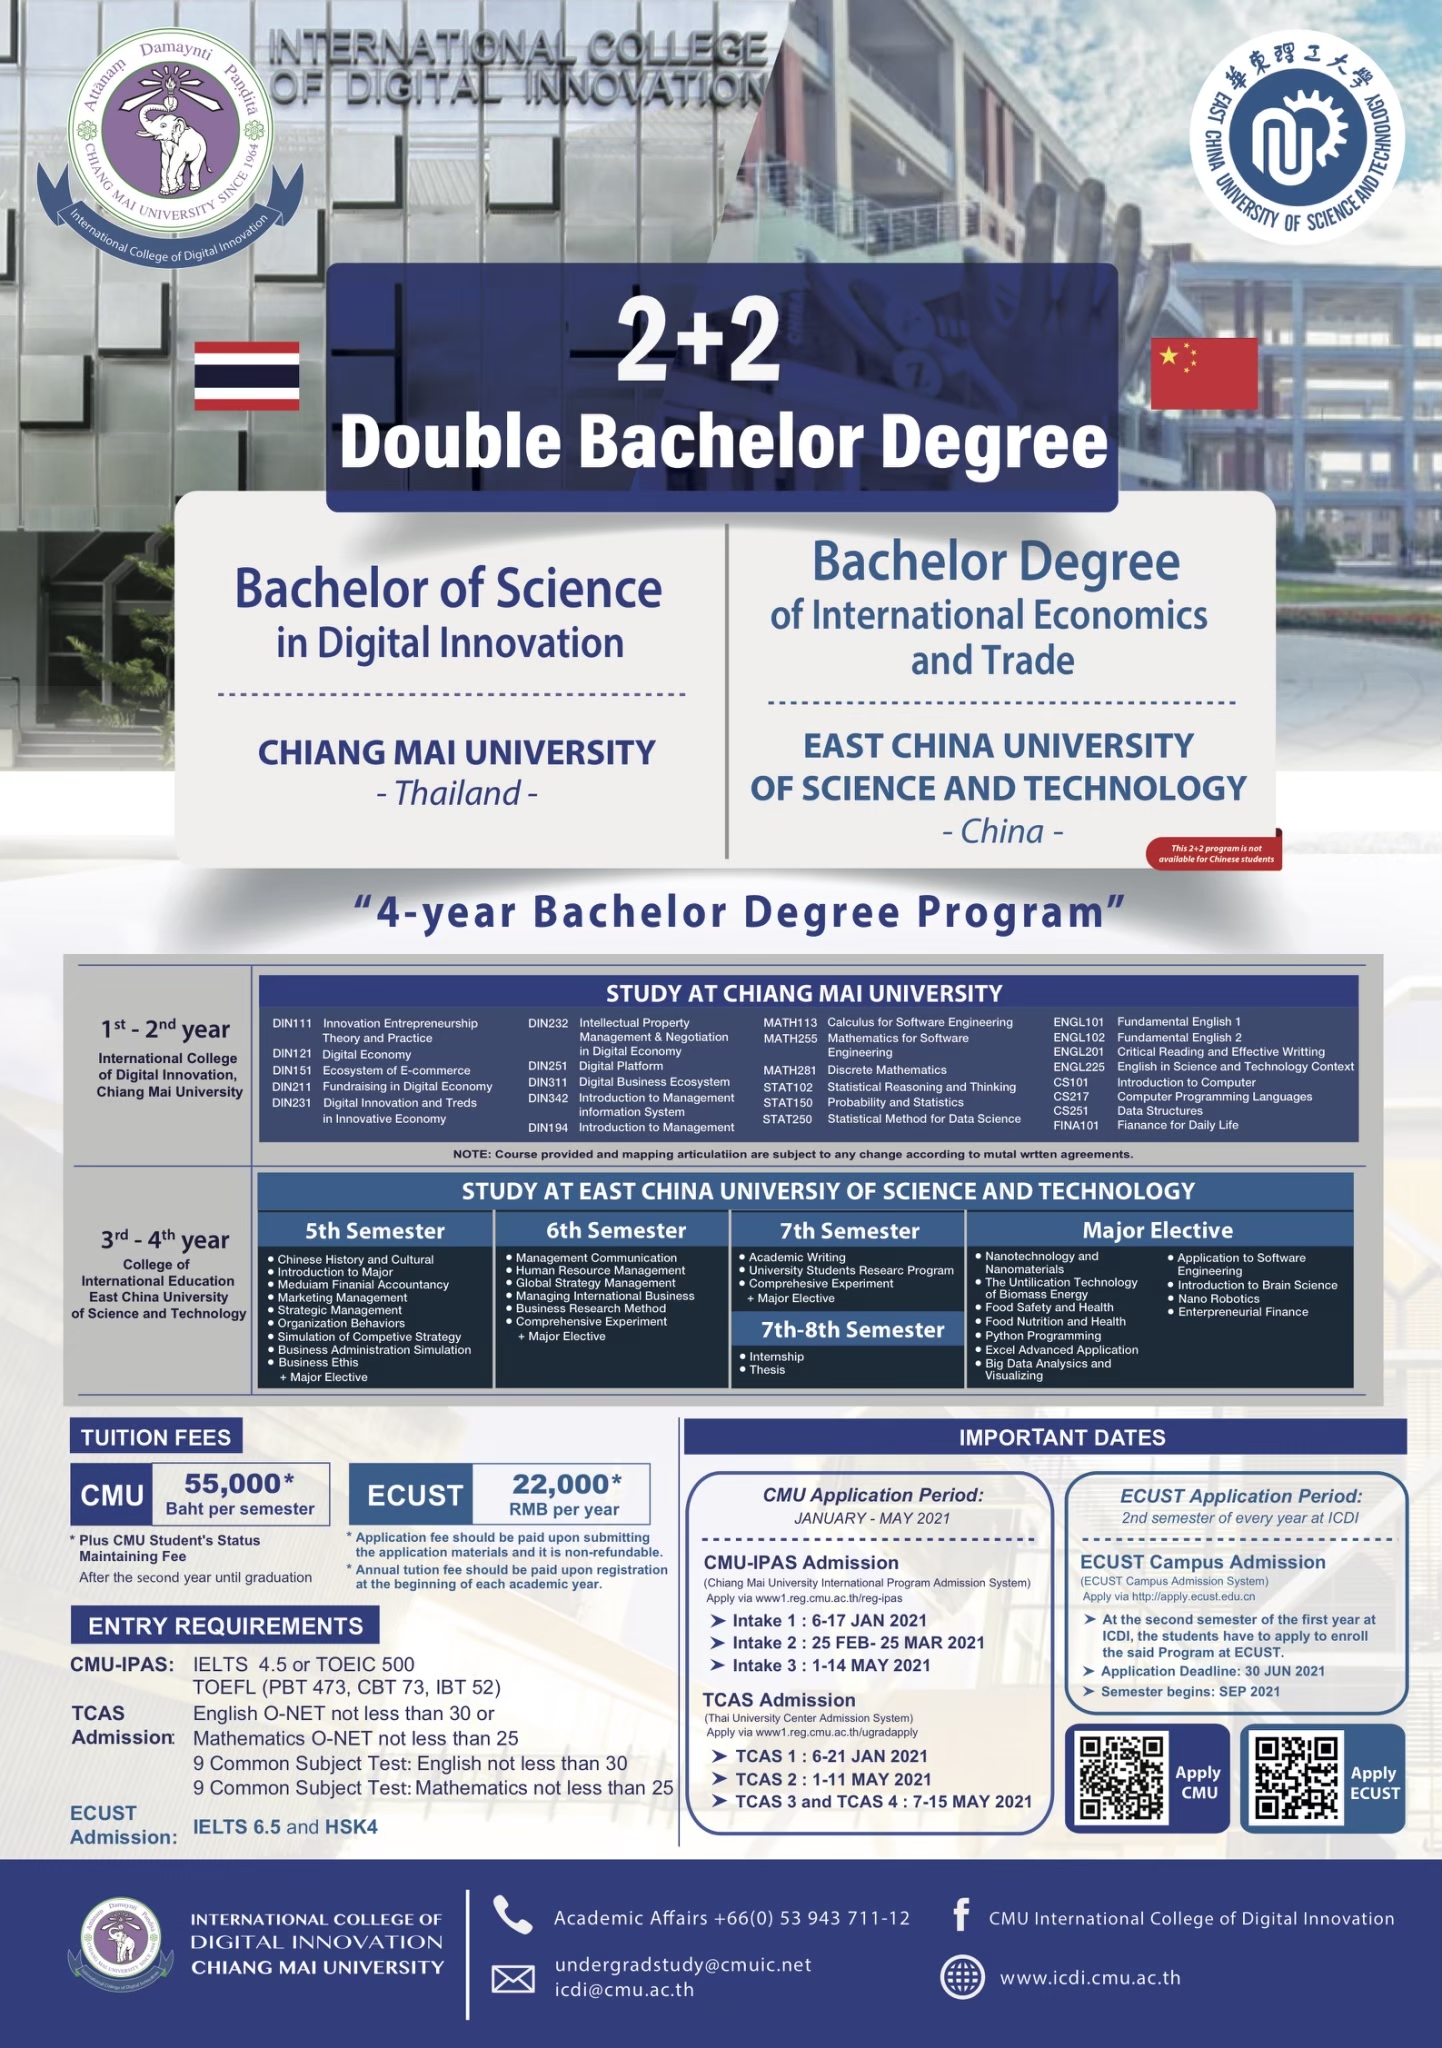 INTERNATIONAL COLLEGE
OF DIGITAL INNOVATION
Attānaṃ Damaynti Paṇḍitā
CHIANG MAI UNIVERSITY SINCE 1964
International College of Digital Innovation
華東理工大學
EAST CHINA UNIVERSITY OF SCIENCE AND TECHNOLOGY
2+2
Double Bachelor Degree
Bachelor of Science
in Digital Innovation
CHIANG MAI UNIVERSITY
- Thailand -
Bachelor Degree
of International Economics
and Trade
EAST CHINA UNIVERSITY
OF SCIENCE AND TECHNOLOGY
- China -
This 2+2 program is not
available for Chinese students
“4-year Bachelor Degree Program”
1st - 2nd year
International College
of Digital Innovation,
Chiang Mai University
STUDY AT CHIANG MAI UNIVERSITY
DIN111 Innovation Entrepreneurship
Theory and Practice
DIN121 Digital Economy
DIN151 Ecosystem of E-commerce
DIN211 Fundraising in Digital Economy
DIN231 Digital Innovation and Treds
in Innovative Economy
DIN232 Intellectual Property
Management & Negotiation
in Digital Economy
DIN251 Digital Platform
DIN311 Digital Business Ecosystem
DIN342 Introduction to Management
information System
DIN194 Introduction to Management
MATH113 Calculus for Software Engineering
MATH255 Mathematics for Software
Engineering
MATH281 Discrete Mathematics
STAT102 Statistical Reasoning and Thinking
STAT150 Probability and Statistics
STAT250 Statistical Method for Data Science
ENGL101 Fundamental English 1
ENGL102 Fundamental English 2
ENGL201 Critical Reading and Effective Writting
ENGL225 English in Science and Technology Context
CS101 Introduction to Computer
CS217 Computer Programming Languages
CS251 Data Structures
FINA101 Fianance for Daily Life
NOTE: Course provided and mapping articulatiion are subject to any change according to mutal wrtten agreements.
3rd - 4th year
College of
International Education
East China University
of Science and Technology
STUDY AT EAST CHINA UNIVERSIY OF SCIENCE AND TECHNOLOGY
5th Semester
• Chinese History and Cultural
• Introduction to Major
• Meduiam Finanial Accountancy
• Marketing Management
• Strategic Management
• Organization Behaviors
• Simulation of Competive Strategy
• Business Administration Simulation
• Business Ethis
+ Major Elective
6th Semester
• Management Communication
• Human Resource Management
• Global Strategy Management
• Managing International Business
• Business Research Method
• Comprehensive Experiment
+ Major Elective
7th Semester
• Academic Writing
• University Students Researc Program
• Comprehesive Experiment
+ Major Elective
7th-8th Semester
• Internship
• Thesis
Major Elective
• Nanotechnology and
Nanomaterials
• The Untilication Technology
of Biomass Energy
• Food Safety and Health
• Food Nutrition and Health
• Python Programming
• Excel Advanced Application
• Big Data Analysics and
Visualizing
• Application to Software
Engineering
• Introduction to Brain Science
• Nano Robotics
• Enterpreneurial Finance
TUITION FEES
CMU
55,000*
Baht per semester
* Plus CMU Student's Status
Maintaining Fee
After the second year until graduation
ECUST
22,000*
RMB per year
* Application fee should be paid upon submitting
the application materials and it is non-refundable.
* Annual tution fee should be paid upon registration
at the beginning of each academic year.
ENTRY REQUIREMENTS
CMU-IPAS: IELTS 4.5 or TOEIC 500
TOEFL (PBT 473, CBT 73, IBT 52)
TCAS
Admission:
English O-NET not less than 30 or
Mathematics O-NET not less than 25
9 Common Subject Test: English not less than 30
9 Common Subject Test: Mathematics not less than 25
ECUST
Admission:
IELTS 6.5 and HSK4
IMPORTANT DATES
CMU Application Period:
JANUARY - MAY 2021
CMU-IPAS Admission
(Chiang Mai University International Program Admission System)
Apply via www1.reg.cmu.ac.th/reg-ipas
➤ Intake 1 : 6-17 JAN 2021
➤ Intake 2 : 25 FEB- 25 MAR 2021
➤ Intake 3 : 1-14 MAY 2021
TCAS Admission
(Thai University Center Admission System)
Apply via www1.reg.cmu.ac.th/ugradapply
➤ TCAS 1 : 6-21 JAN 2021
➤ TCAS 2 : 1-11 MAY 2021
➤ TCAS 3 and TCAS 4 : 7-15 MAY 2021
ECUST Application Period:
2nd semester of every year at ICDI
ECUST Campus Admission
(ECUST Campus Admission System)
Apply via http://apply.ecust.edu.cn
➤ At the second semester of the first year at
ICDI, the students have to apply to enroll
the said Program at ECUST.
➤ Application Deadline: 30 JUN 2021
➤ Semester begins: SEP 2021
Apply
CMU
Apply
ECUST
INTERNATIONAL COLLEGE OF
DIGITAL INNOVATION
CHIANG MAI UNIVERSITY
Academic Affairs +66(0) 53 943 711-12
undergradstudy@cmuic.net
icdi@cmu.ac.th
CMU International College of Digital Innovation
www.icdi.cmu.ac.th